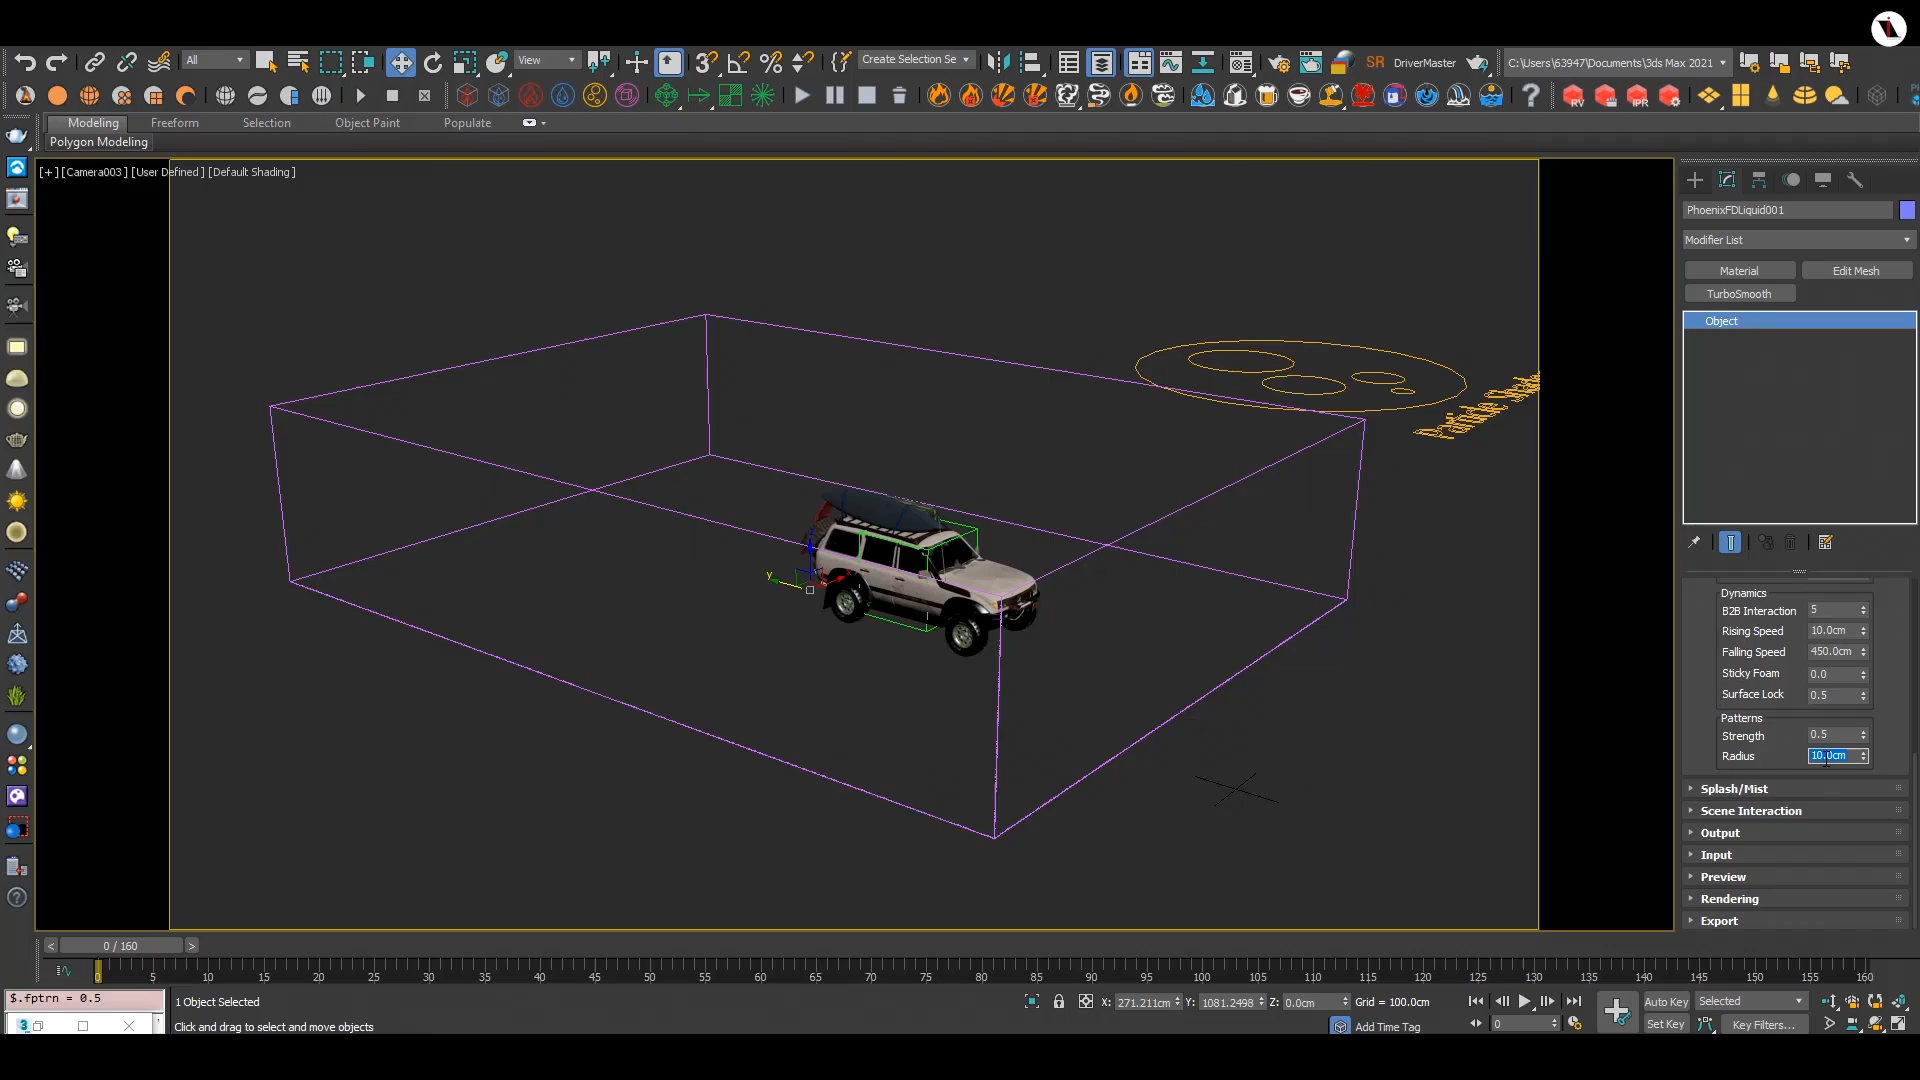 All
View
Create Selection Se
SR
DriverMaster
C:\Users\63947\Documents\3ds Max 2021
RV
IPR
Modeling
Freeform
Selection
Object Paint
Populate
Polygon Modeling
[+] [Camera003] [User Defined] [Default Shading]
PhoenixFDLiquid001
Modifier List
Material
Edit Mesh
TurboSmooth
Object
y
x
Dynamics
B2B Interaction 5
Rising Speed 10.0cm
Falling Speed 450.0cm
Sticky Foam 0.0
Surface Lock 0.5
Patterns
Strength 0.5
Radius 10.0cm
Splash/Mist
Scene Interaction
Output
Input
Preview
Rendering
Export
< 0 / 160 >
0 5 10 15 20 25 30 35 40 45 50 55 60 65 70 75 80 85 90 95 100 105 110 115 120 125 130 135 140 145 150 155 160
$.fptrn = 0.5
1 Object Selected
X: 271.211cm Y: 1081.2498 Z: 0.0cm Grid = 100.0cm
Auto Key Selected
3
Click and drag to select and move objects
Add Time Tag
0
Set Key Key Filters...